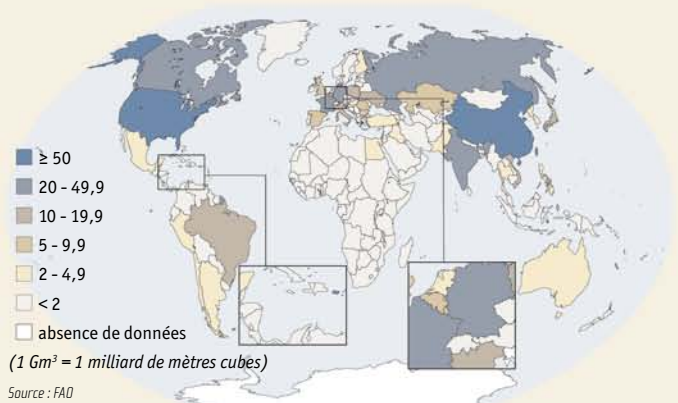 ≥ 50
20 - 49,9
10 - 19,9
5 - 9,9
2 - 4,9
< 2
absence de données
(1 Gm³ = 1 milliard de mètres cubes)
Source : FAO